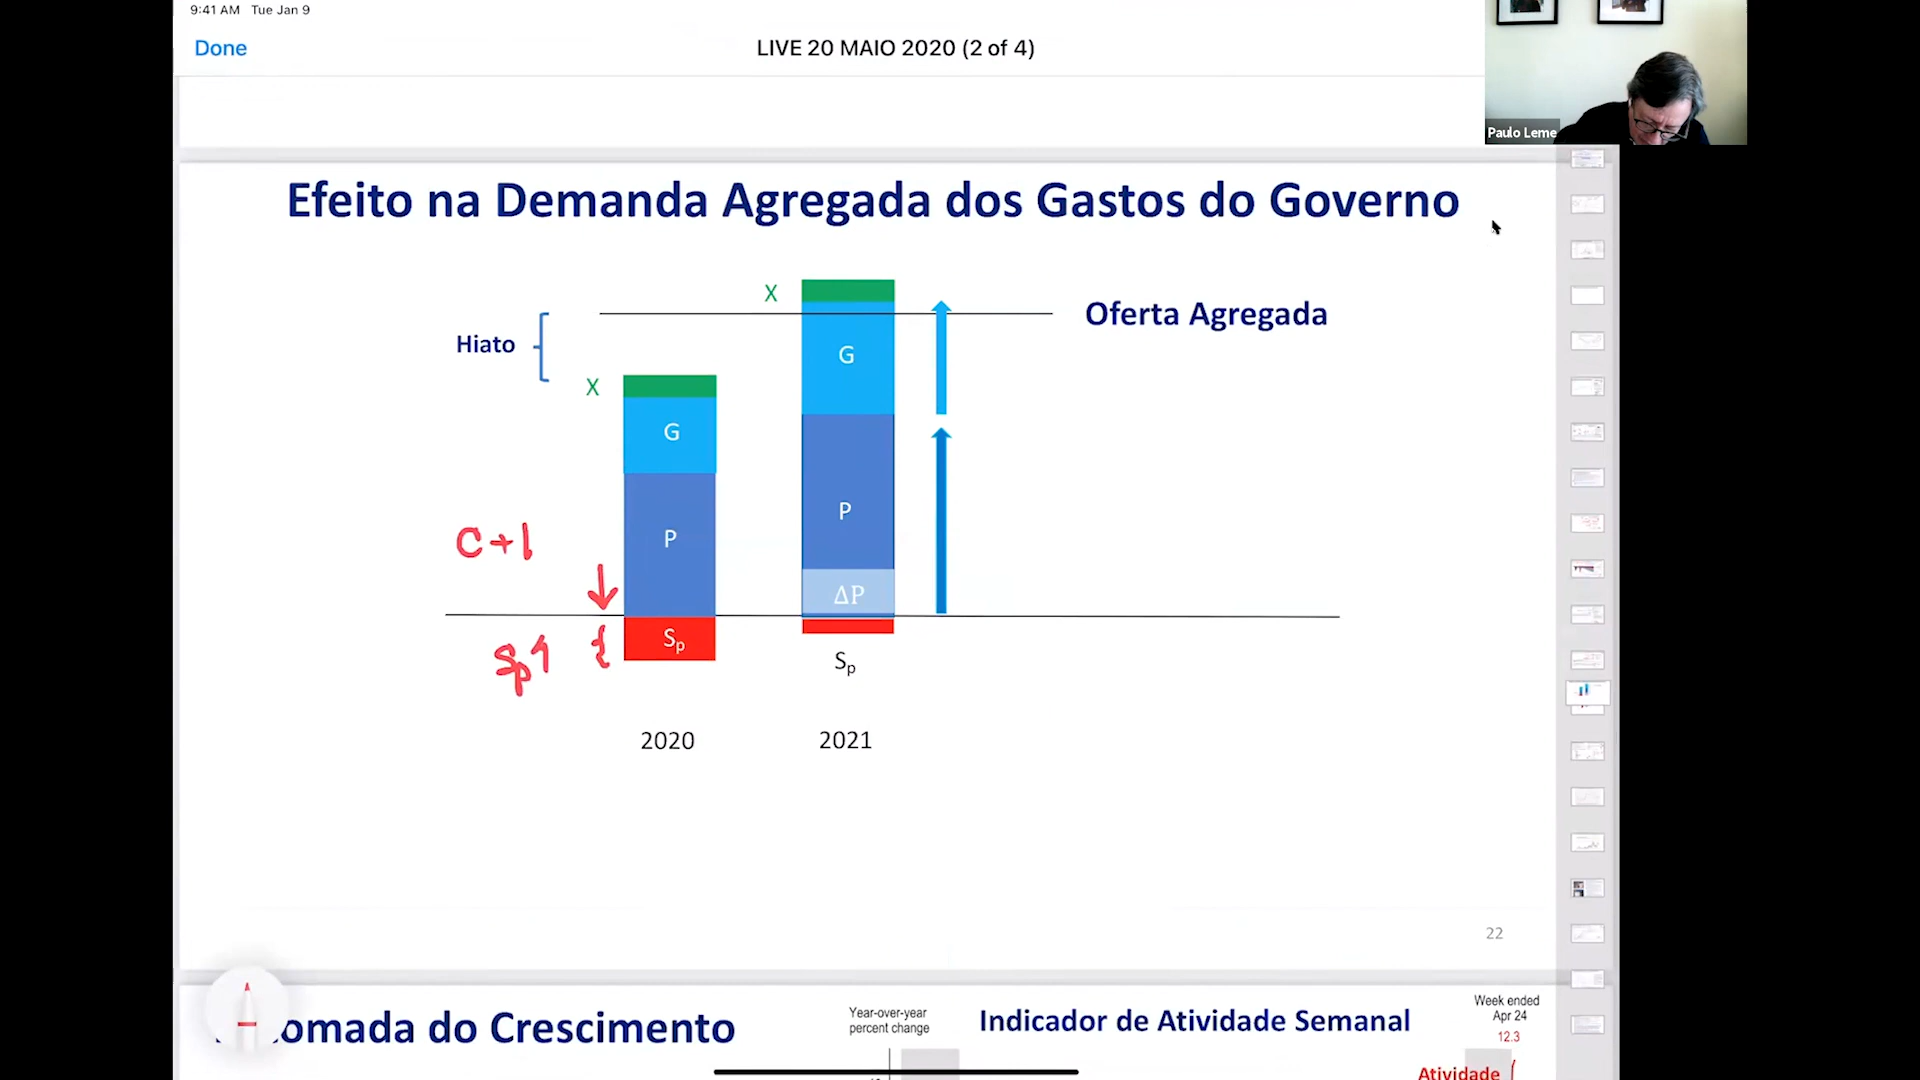 9:41 AM Tue Jan 9
Done
LIVE 20 MAIO 2020 (2 of 4)
Paulo Leme
Efeito na Demanda Agregada dos Gastos do Governo
X
Oferta Agregada
Hiato
G
X
G
P
P
C+I
ΔP
Sp
Sp↑
Sp
2020
2021
22
omada do Crescimento
Year-over-year
percent change
Indicador de Atividade Semanal
Week ended
Apr 24
12.3
Atividade